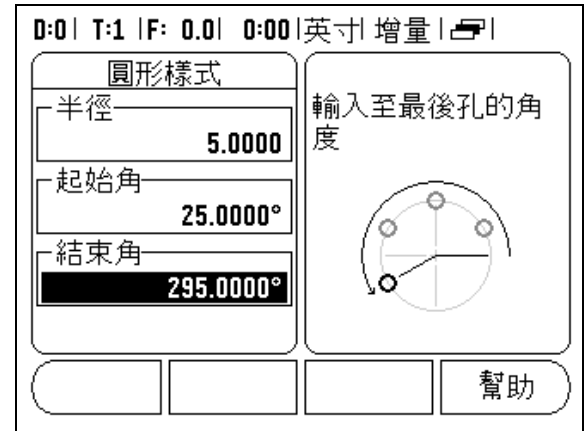 D:0 | T:1 | F: 0.0 | 0:00 | 英寸 | 增量 |
圓形樣式
半徑
5.0000
起始角
25.0000°
結束角
295.0000°
輸入至最後孔的角
度
幫助